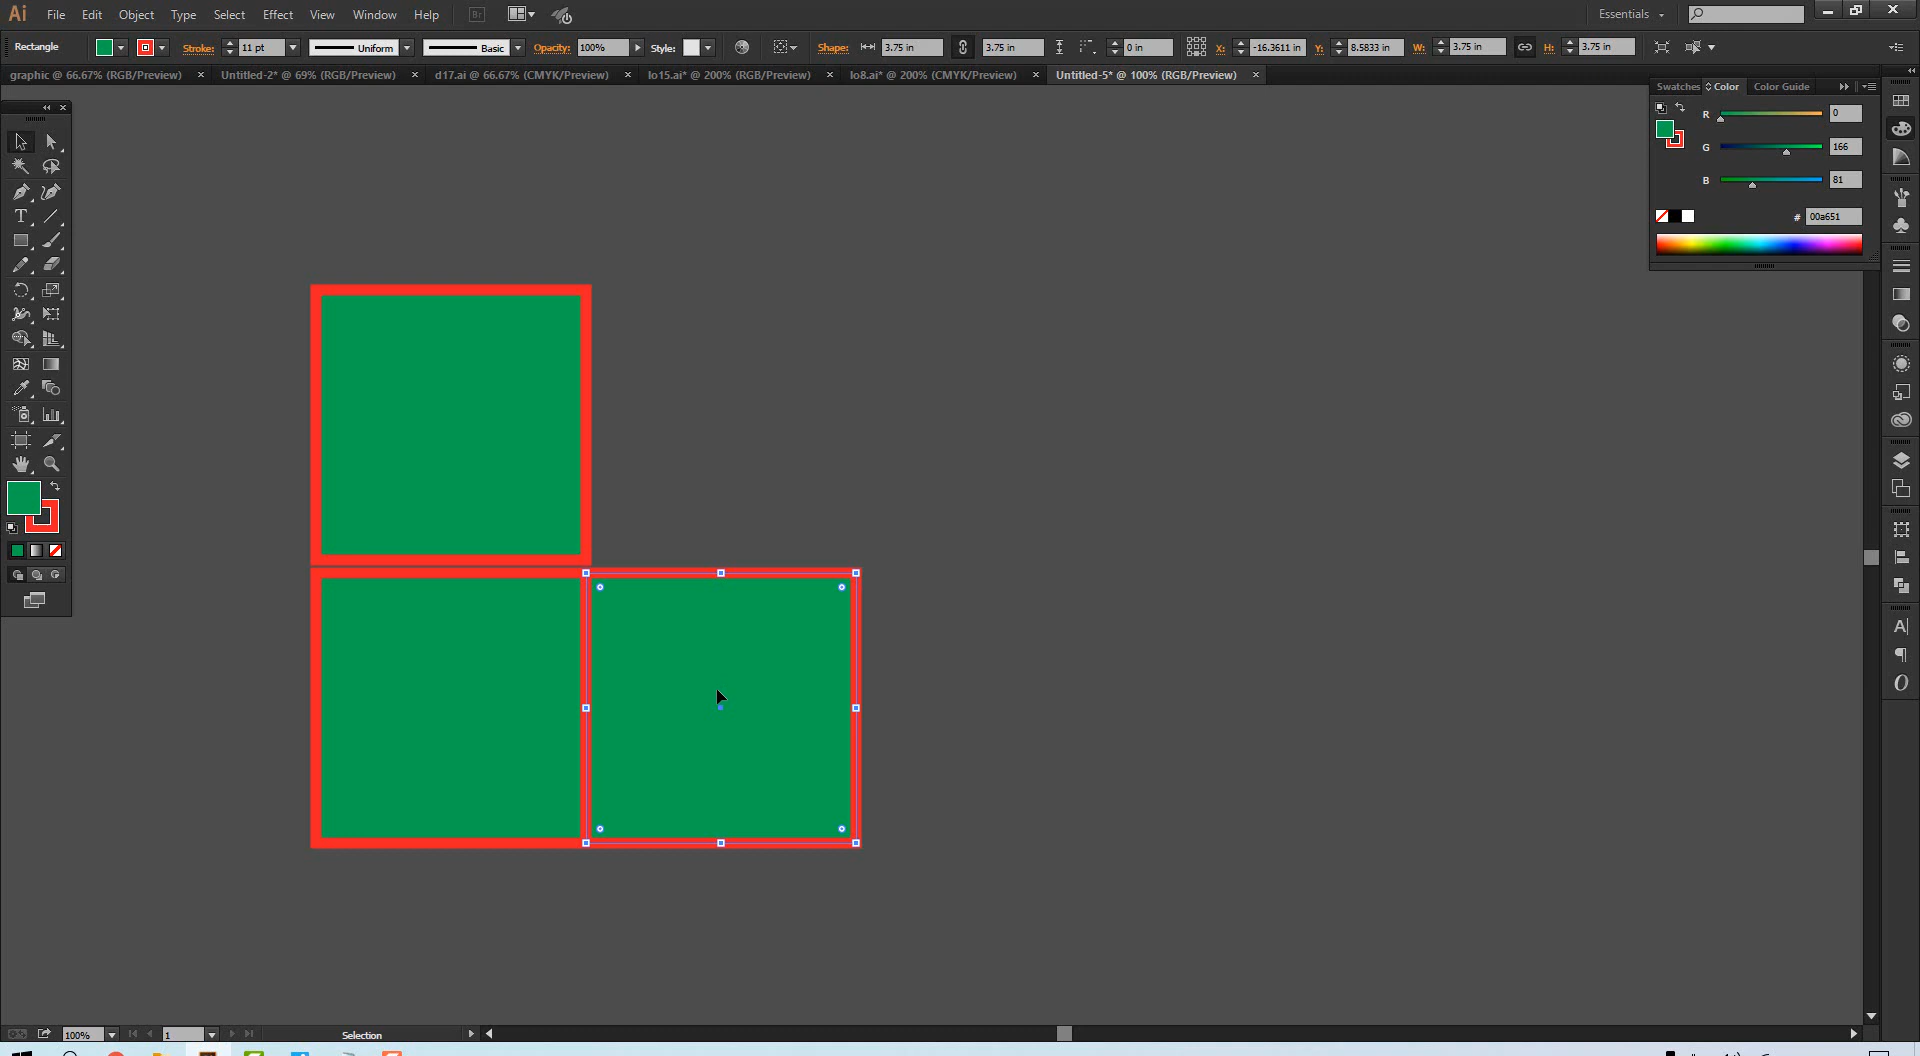 Ai File Edit Object Type Select Effect View Window Help Br Essentials
Rectangle Stroke: 11 pt Uniform Basic Opacity: 100% Style: Shape: 3.75 in 3.75 in 0 in X: -16.3611 in Y: 8.5833 in W: 3.75 in H: 3.75 in
graphic @ 66.67% (RGB/Preview) Untitled-2* @ 69% (RGB/Preview) d17.ai @ 66.67% (CMYK/Preview) lo15.ai* @ 200% (RGB/Preview) lo8.ai* @ 200% (CMYK/Preview) Untitled-5* @ 100% (RGB/Preview)
Swatches Color Color Guide
R 0
G 166
B 81
# 00a651
100% 1 Selection